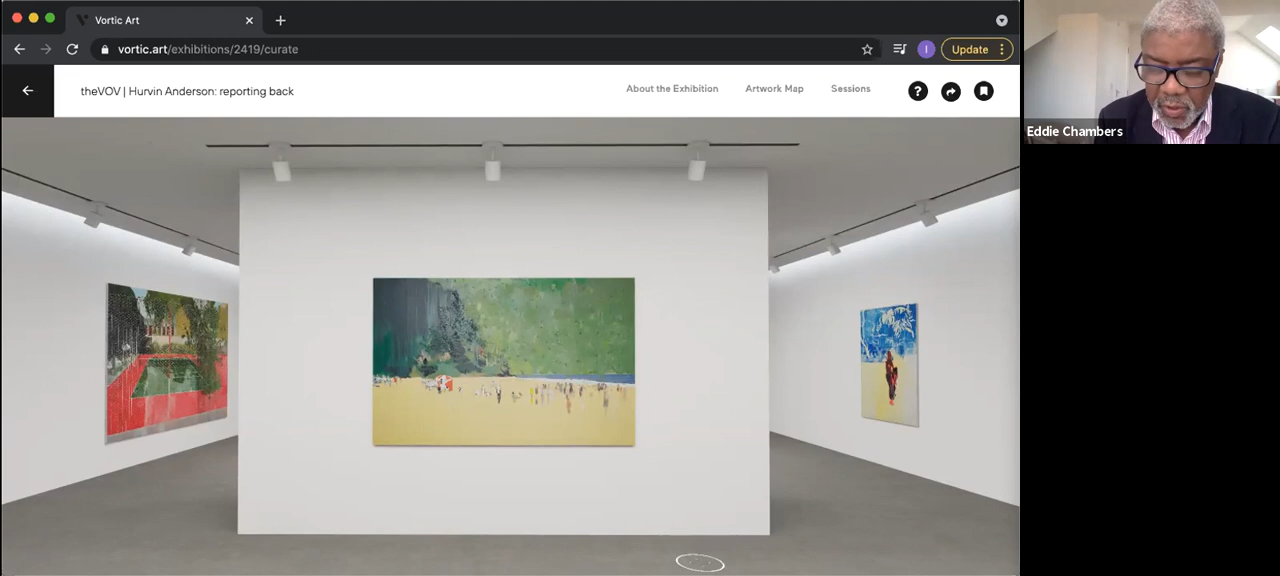 Vortic Art
vortic.art/exhibitions/2419/curate
I
Update
theVOV | Hurvin Anderson: reporting back
About the Exhibition
Artwork Map
Sessions
?
Eddie Chambers